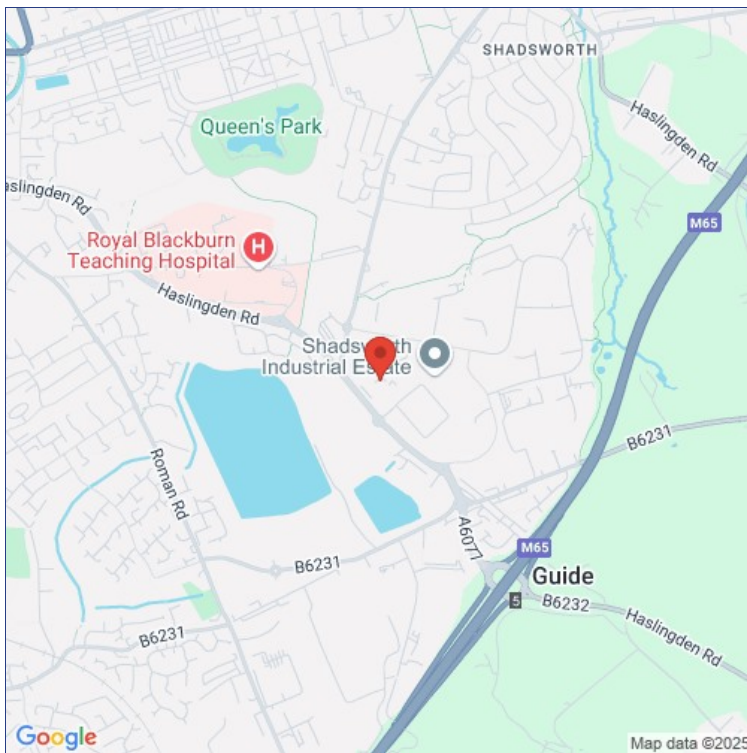 SHADSWORTH
Queen's Park
Haslingden Rd
M65
aslingden Rd
Royal Blackburn
Teaching Hospital
H
Haslingden Rd
Shadsworth
Industrial Estate
B6231
Roman Rd
A6077
M65
B6231
Guide
5
B6232
B6231
Haslingden Rd
Google
Map data ©2025